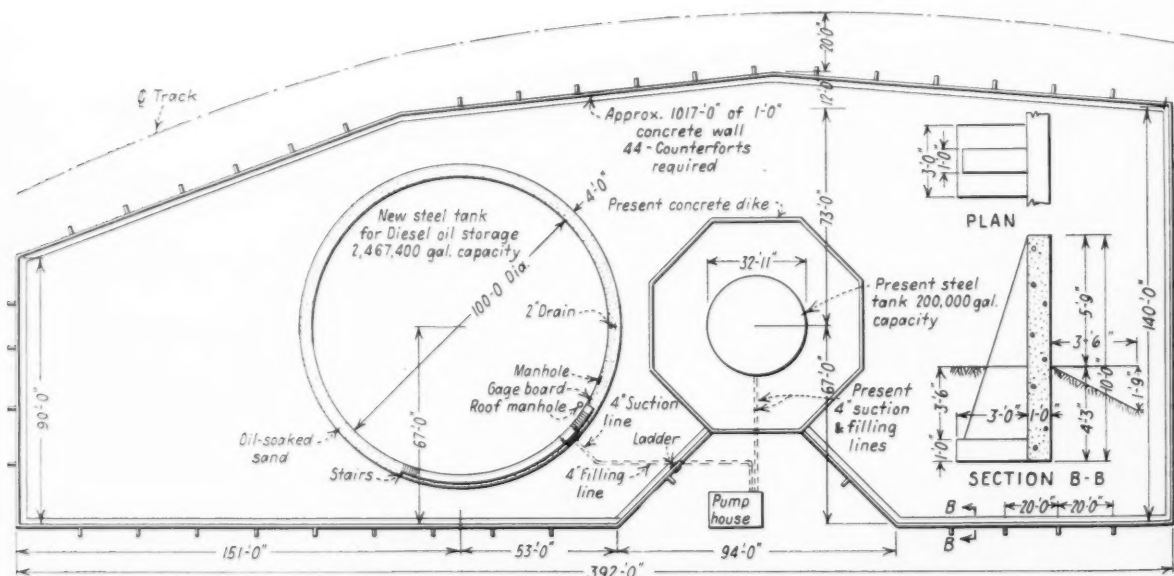 20'-0"
12'-0"
℄ Track
Approx. 1017'-0" of 1'-0"
concrete wall
44 - Counterforts
required
4'-0"
New steel tank
for Diesel oil storage
2,467,400 gal. capacity
100'-0 Dia.
Present concrete dike
73'-0"
3'-0"
1'-0"
PLAN
32'-11"
Present steel
tank 200,000 gal.
capacity
2" Drain
Manhole
Gage board
Roof manhole
4" Suction
line
Ladder
4" Filling
line
67'-0"
67'-0"
Present
4" suction
& filling
lines
90'-0"
Oil-soaked
sand
Stairs
Pump
house
5'-9"
3'-6"
10'-0"
1'-9"
140'-0"
3'-6"
3'-0"
1'-0"
4'-3"
1'-0"
SECTION B-B
B
20'-0"
20'-0"
B
151'-0"
53'-0"
94'-0"
392'-0"